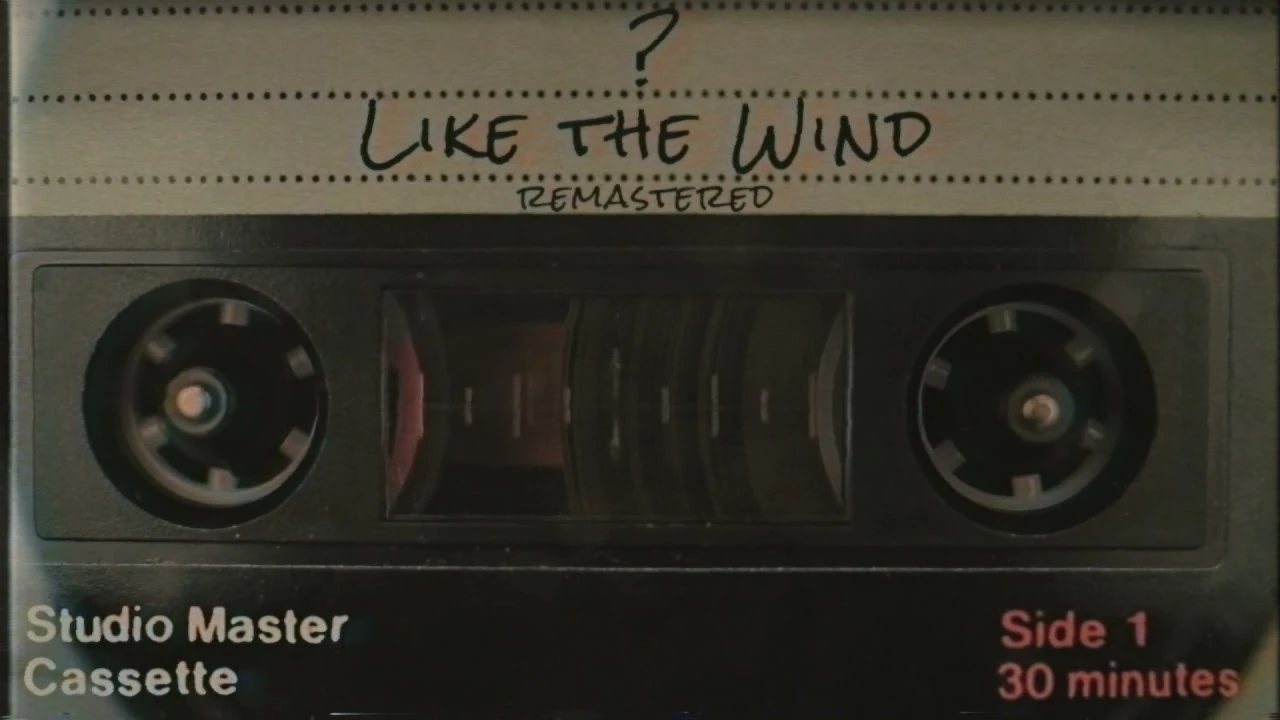 ?
LIKE THE WIND
REMASTERED
Studio Master
Cassette
Side 1
30 minutes